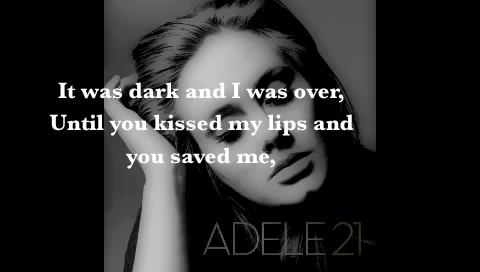 It was dark and I was over,
Until you kissed my lips and
you saved me,
ADELE 21